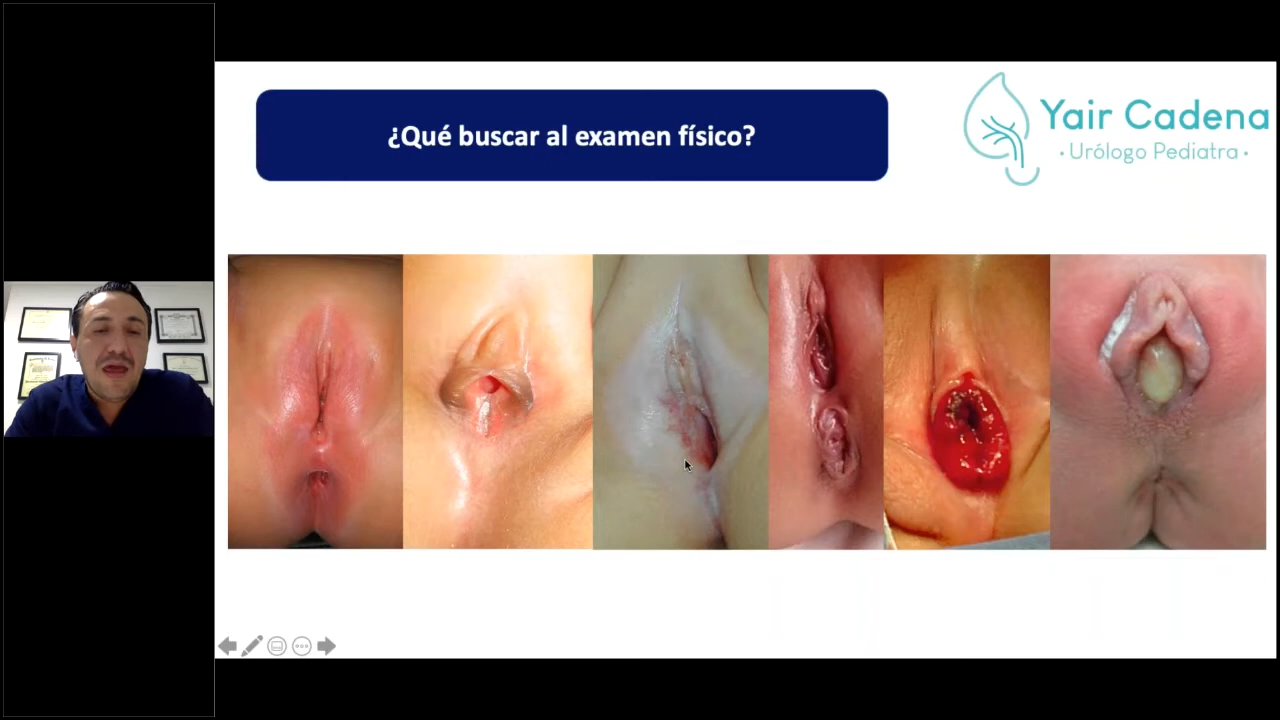 ¿Qué buscar al examen físico?
Yair Cadena
· Urólogo Pediatra ·